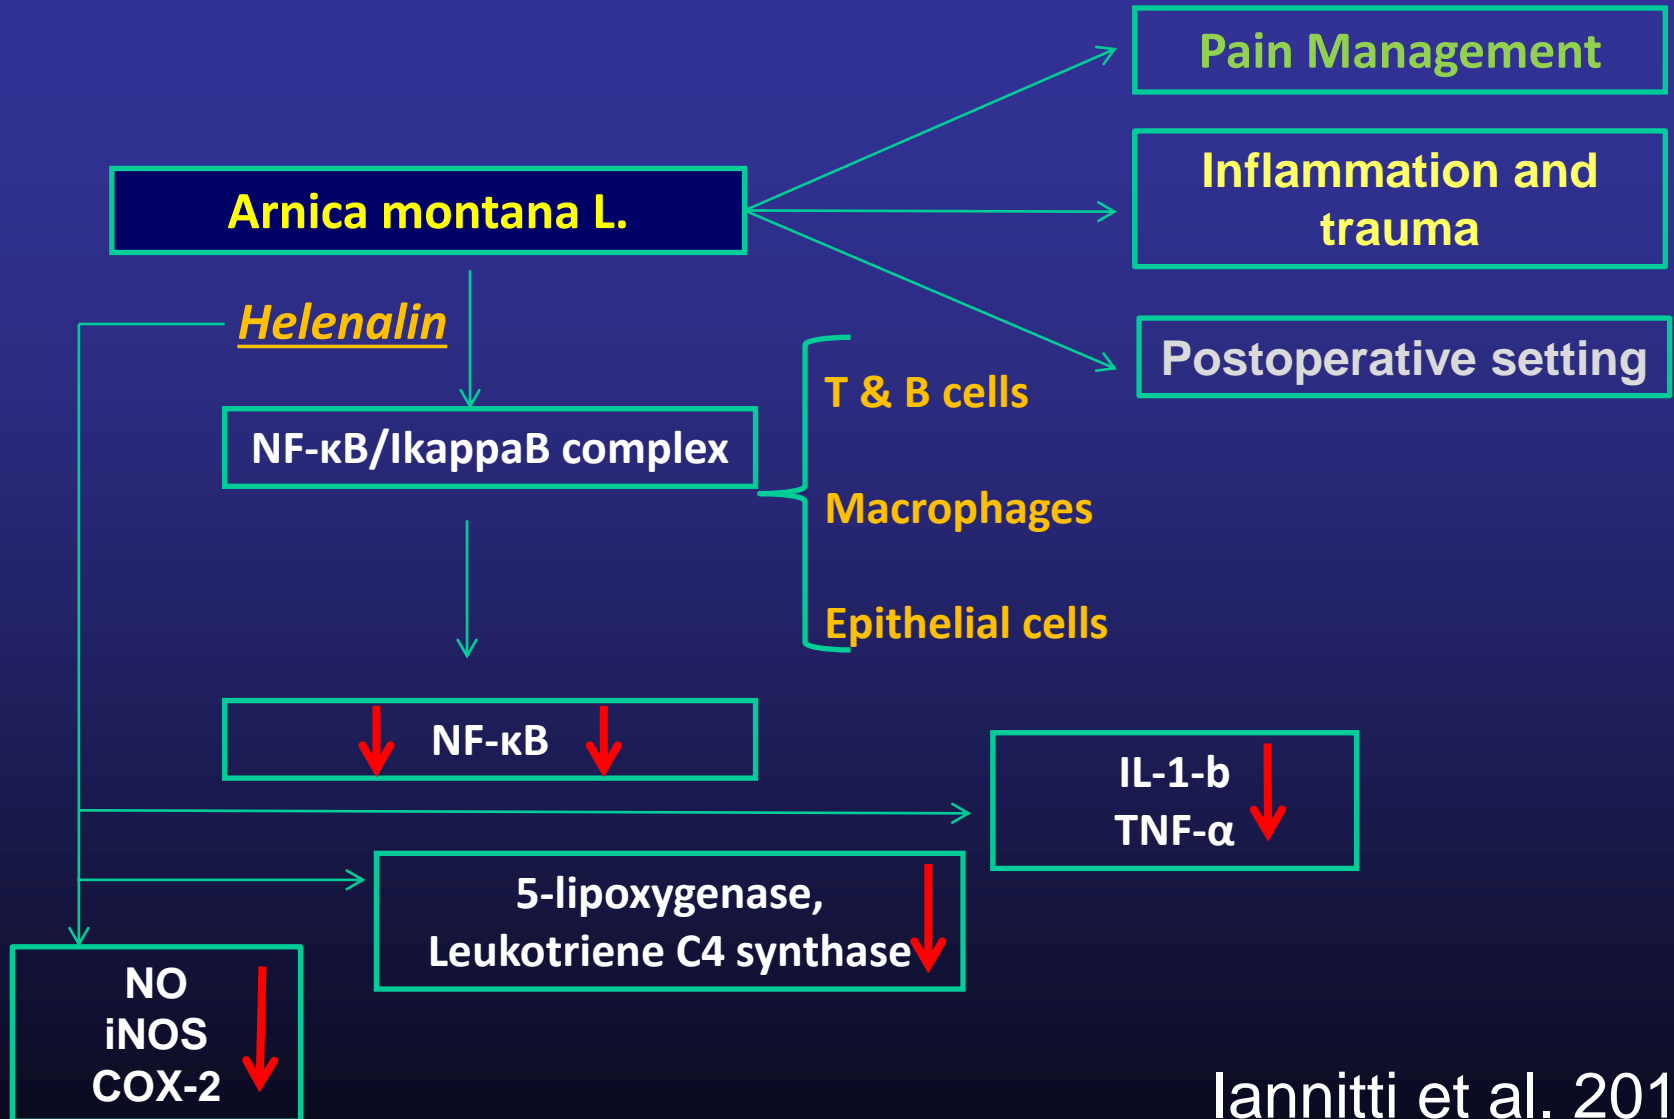 Pain Management
Inflammation and
trauma
Arnica montana L.
Helenalin
Postoperative setting
T & B cells
NF-κB/IkappaB complex
Macrophages
Epithelial cells
NF-κB
IL-1-b
TNF-α
5-lipoxygenase,
Leukotriene C4 synthase
NO
iNOS
COX-2
Iannitti et al. 201